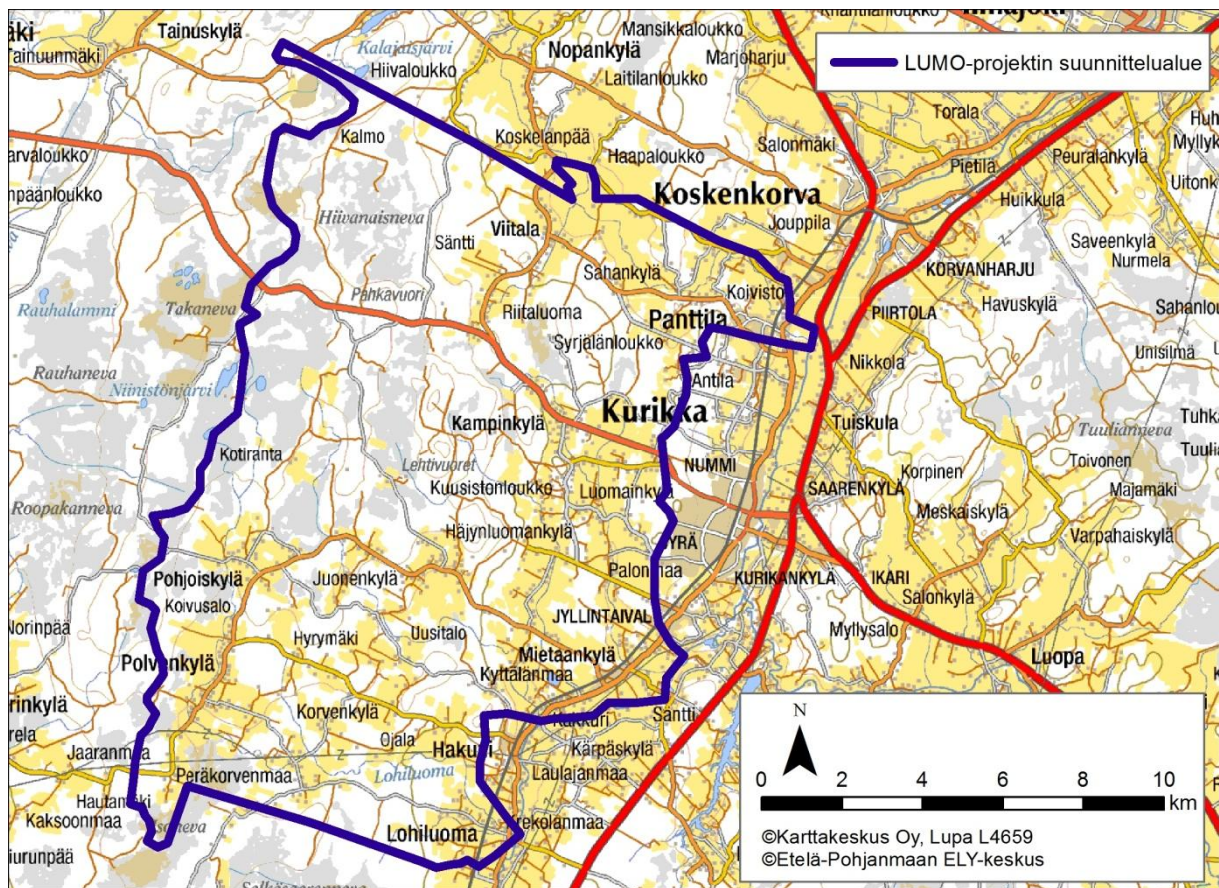 Tainuskylä
Tainuunmäki
Kalajaisjärvi
Hiivaloukko
Nopankylä
Laitilanloukko
Mansikkaloukko
Marjoharju
LUMO-projektin suunnittelualue
Torala
Kalmo
Koskelanpää
Haapaloukko
Salonmäki
Pietilä
Peuralankylä
Koskenkorva
Jouppila
Huikkula
Hiivanaisneva
Säntti
Viitala
Saveenkylä
Nurmela
Sahankylä
KORVANHARJU
Rauhalammi
Takaneva
Pahkavuori
Koivisto
Havuskylä
Riitaluoma
Panttila
PIIRTOLA
Syrjälänloukko
Unisilmä
Rauhaneva
Niinistönjärvi
Nikkola
Antila
Kampinkylä
Kurikka
Tuiskula
Tuulianneva
Kotiranta
Lehtivuoret
NUMMI
Korpinen
Toivonen
Kuusistonloukko
Luomainkylä
SAARENKYLÄ
Majamäki
Roopakanneva
Meskaiskylä
Häjynluomankylä
YRÄ
Varpahaiskylä
Pohjoiskylä
Juonenkylä
Palonmaa
KURIKANKYLÄ
IKARI
Koivusalo
Salonkylä
Norinpää
Hyrymäki
Uusitalo
JYLLINTAIVAL
Myllysalo
Polvenkylä
Mietaankylä
Luopa
Kyttälänmaa
Korvenkylä
Kakkuri
Säntti
Jaaranmaa
Ojala
Hakuni
Kärpäskylä
Peräkorvenmaa
Lohiluoma
Laulajanmaa
Hautamäki
Kaksoonmaa
Lohiluoma
N
0 2 4 6 8 10
km
©Karttakeskus Oy, Lupa L4659
©Etelä-Pohjanmaan ELY-keskus